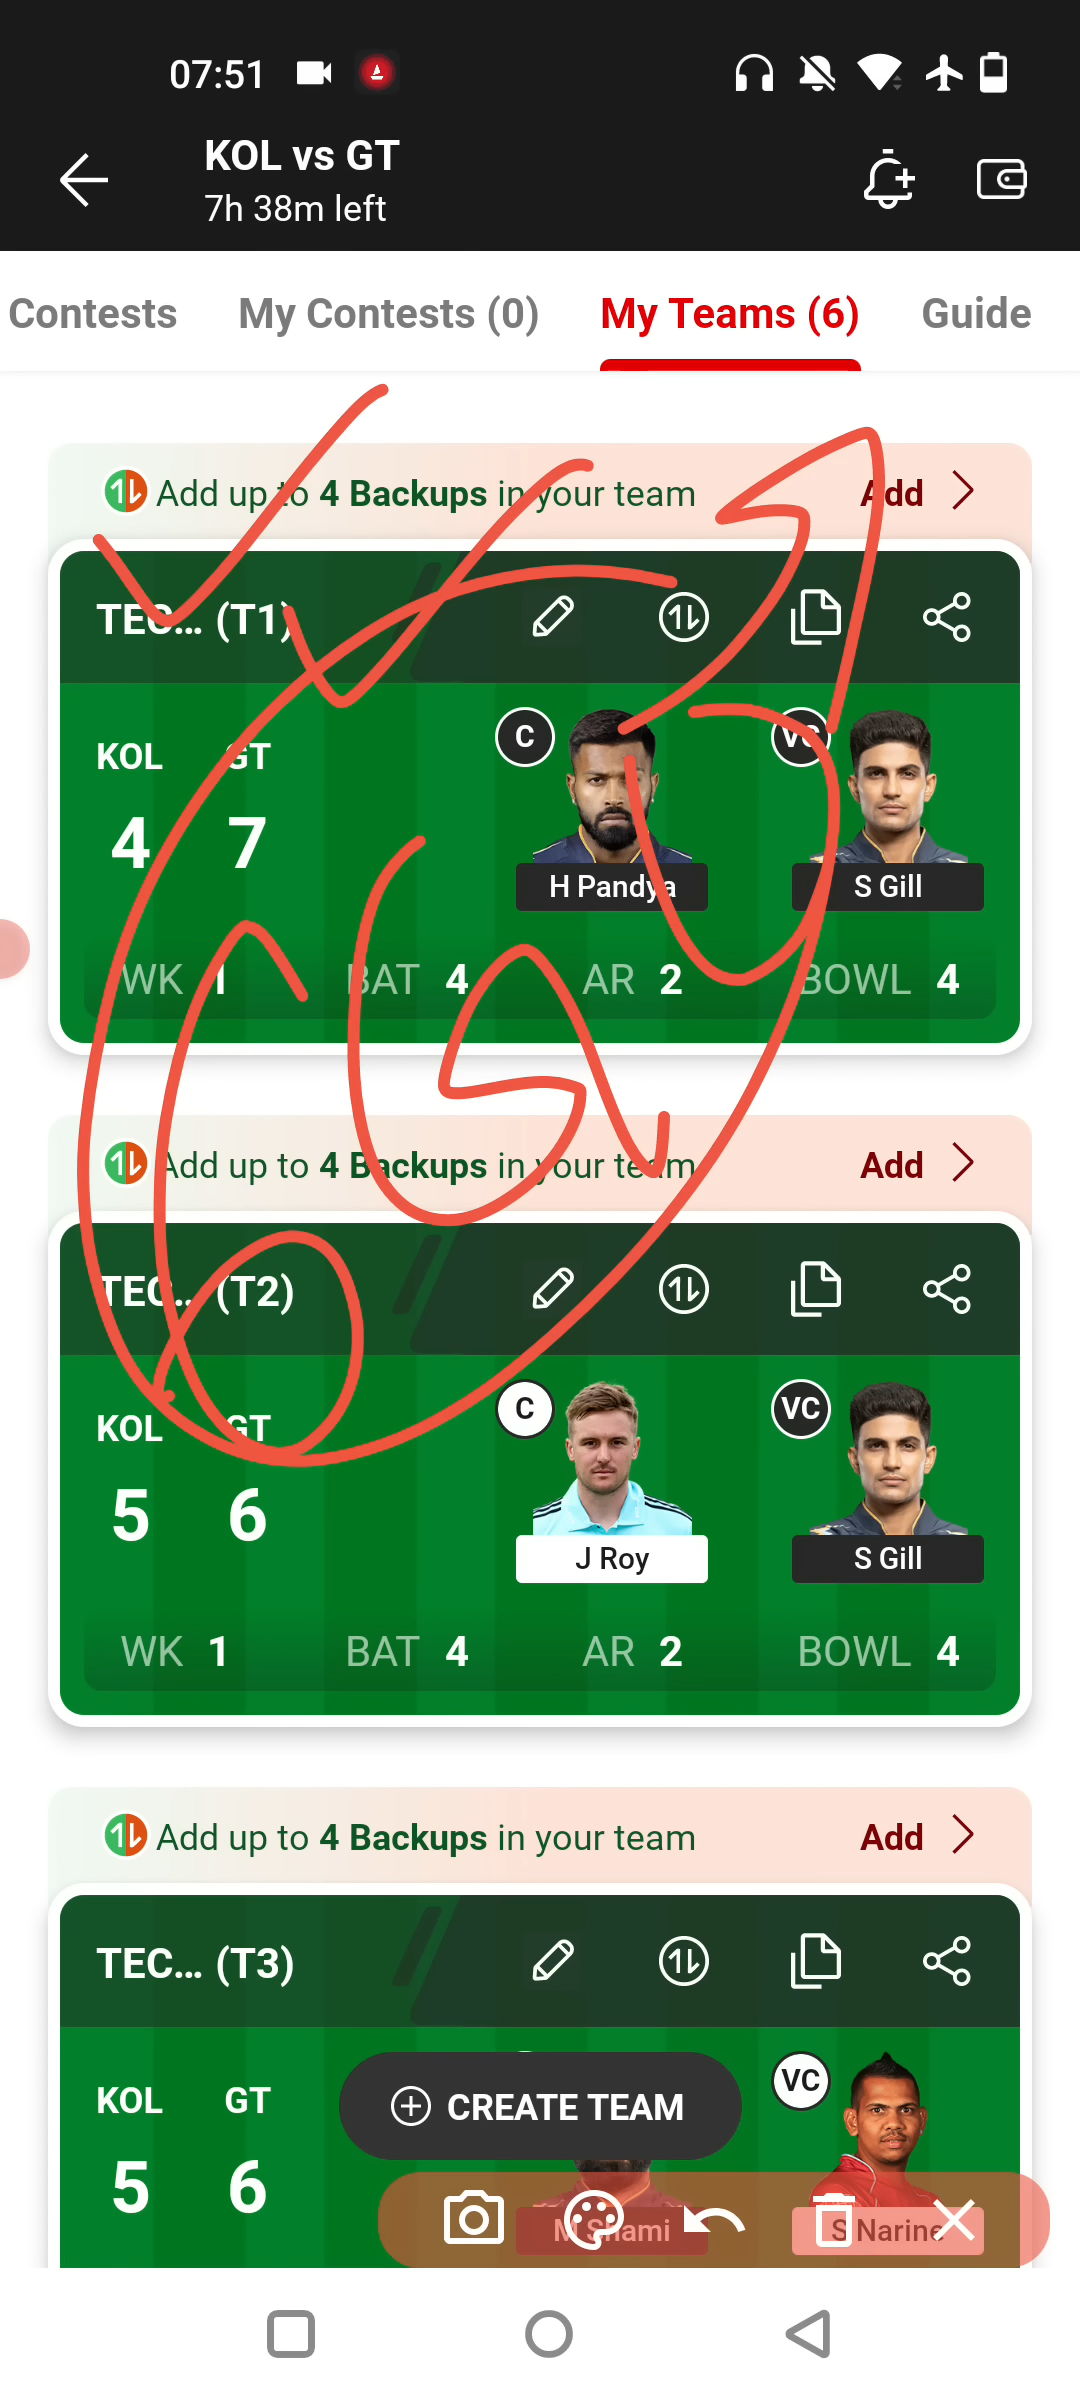 07:51
KOL vs GT
7h 38m left
Contests My Contests (0) My Teams (6) Guide
Add up to 4 Backups in your team Add
TEC... (T1)
KOL GT C VC
4 7
H Pandya S Gill
WK 1 BAT 4 AR 2 BOWL 4
Add up to 4 Backups in your team Add
TEC... (T2)
KOL GT C VC
5 6
J Roy S Gill
WK 1 BAT 4 AR 2 BOWL 4
Add up to 4 Backups in your team Add
TEC... (T3)
KOL GT VC
CREATE TEAM
5 6
M Shami S Narine